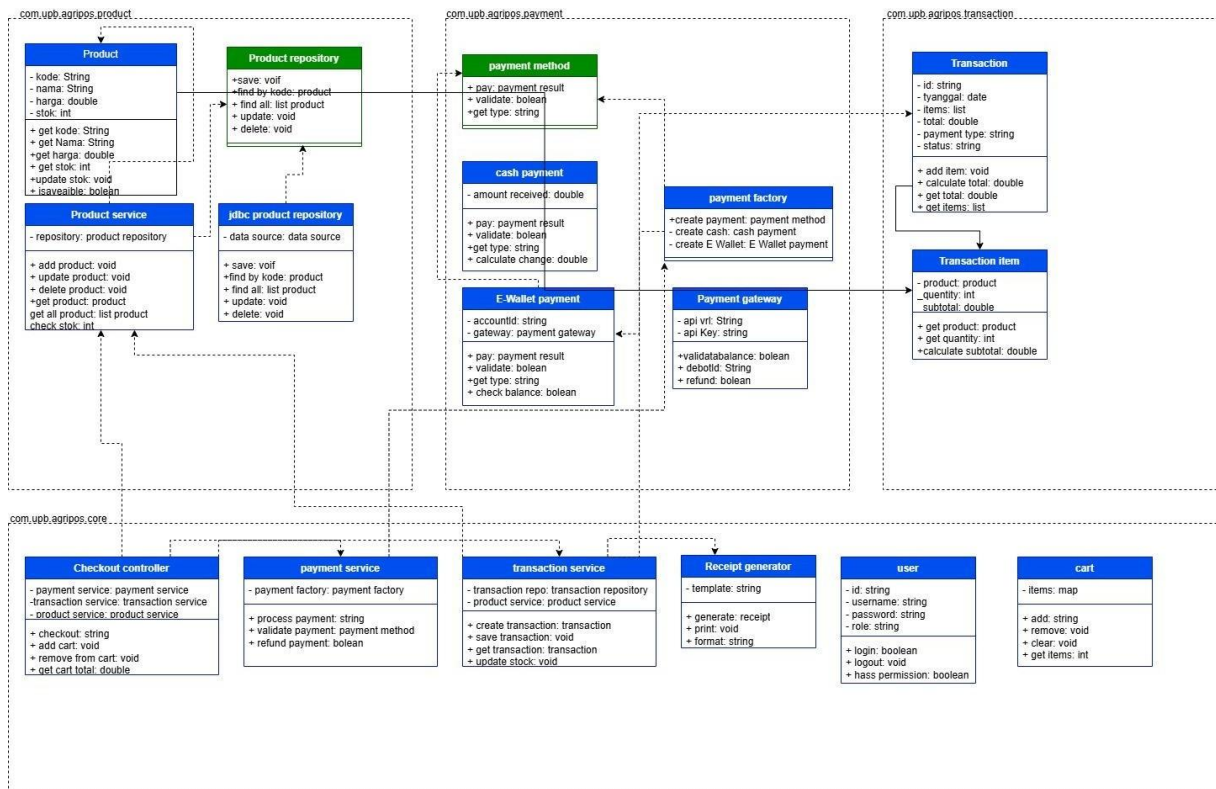 com.upb.agripos.product
Product
- kode: String
- nama: String
- harga: double
- stok: int
+ get kode: String
+ get Nama: String
+get harga: double
+ get stok: int
+update stok: void
+ isaveaible: bolean
Product repository
+save: voif
+find by kode: product
+ find all: list product
+ update: void
+ delete: void
Product service
- repository: product repository
+ add product: void
+ update product: void
+ delete product: void
+get product: product
get all product: list product
check stok: int
jdbc product repository
- data source: data source
+ save: voif
+find by kode: product
+ find all: list product
+ update: void
+ delete: void
com.upb.agripos.payment
payment method
+ pay: payment result
+ validate: bolean
+get type: string
cash payment
- amount received: double
+ pay: payment result
+ validate: bolean
+get type: string
+ calculate change: double
payment factory
+create payment: payment method
- create cash: cash payment
- create E Wallet: E Wallet payment
E-Wallet payment
- accountId: string
- gateway: payment gateway
+ pay: payment result
+ validate: bolean
+get type: string
+ check balance: bolean
Payment gateway
- api vrl: String
- api Key: string
+validatabalance: bolean
+ debotId: String
+ refund: bolean
com.upb.agripos.transaction
Transaction
- id: string
- tyanggal: date
- items: list
- total: double
- payment type: string
- status: string
+ add item: void
+ calculate total: double
+ get total: double
+ get items: list
Transaction item
- product: product
_quentity: int
_subtotal: double
+ get product: product
+ get quantity: int
+calculate subtotal: double
com.upb.agripos.core
Checkout controller
- payment service: payment service
-transaction service: transaction service
- product service: product service
+ checkout: string
+ add cart: void
+ remove from cart: void
+ get cart total: double
payment service
- payment factory: payment factory
+ process payment: string
+ validate payment: payment method
+ refund payment: bolean
transaction service
- transaction repo: transaction repository
- product service: product service
+ create transaction: transaction
+ save transaction: void
+ get transaction: transaction
+ update stock: void
Receipt generator
- template: string
+ generate: receipt
+ print: void
+ format: string
user
- id: string
- username: string
- password: string
- role: string
+ login: boolean
+ logout: void
+ hass permission: boolean
cart
- items: map
+ add: string
+ remove: void
+ clear: void
+ get items: int